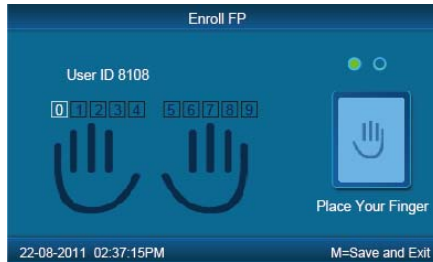 Enroll FP
User ID 8108
0 1 2 3 4 5 6 7 8 9
Place Your Finger
22-08-2011 02:37:15PM M=Save and Exit